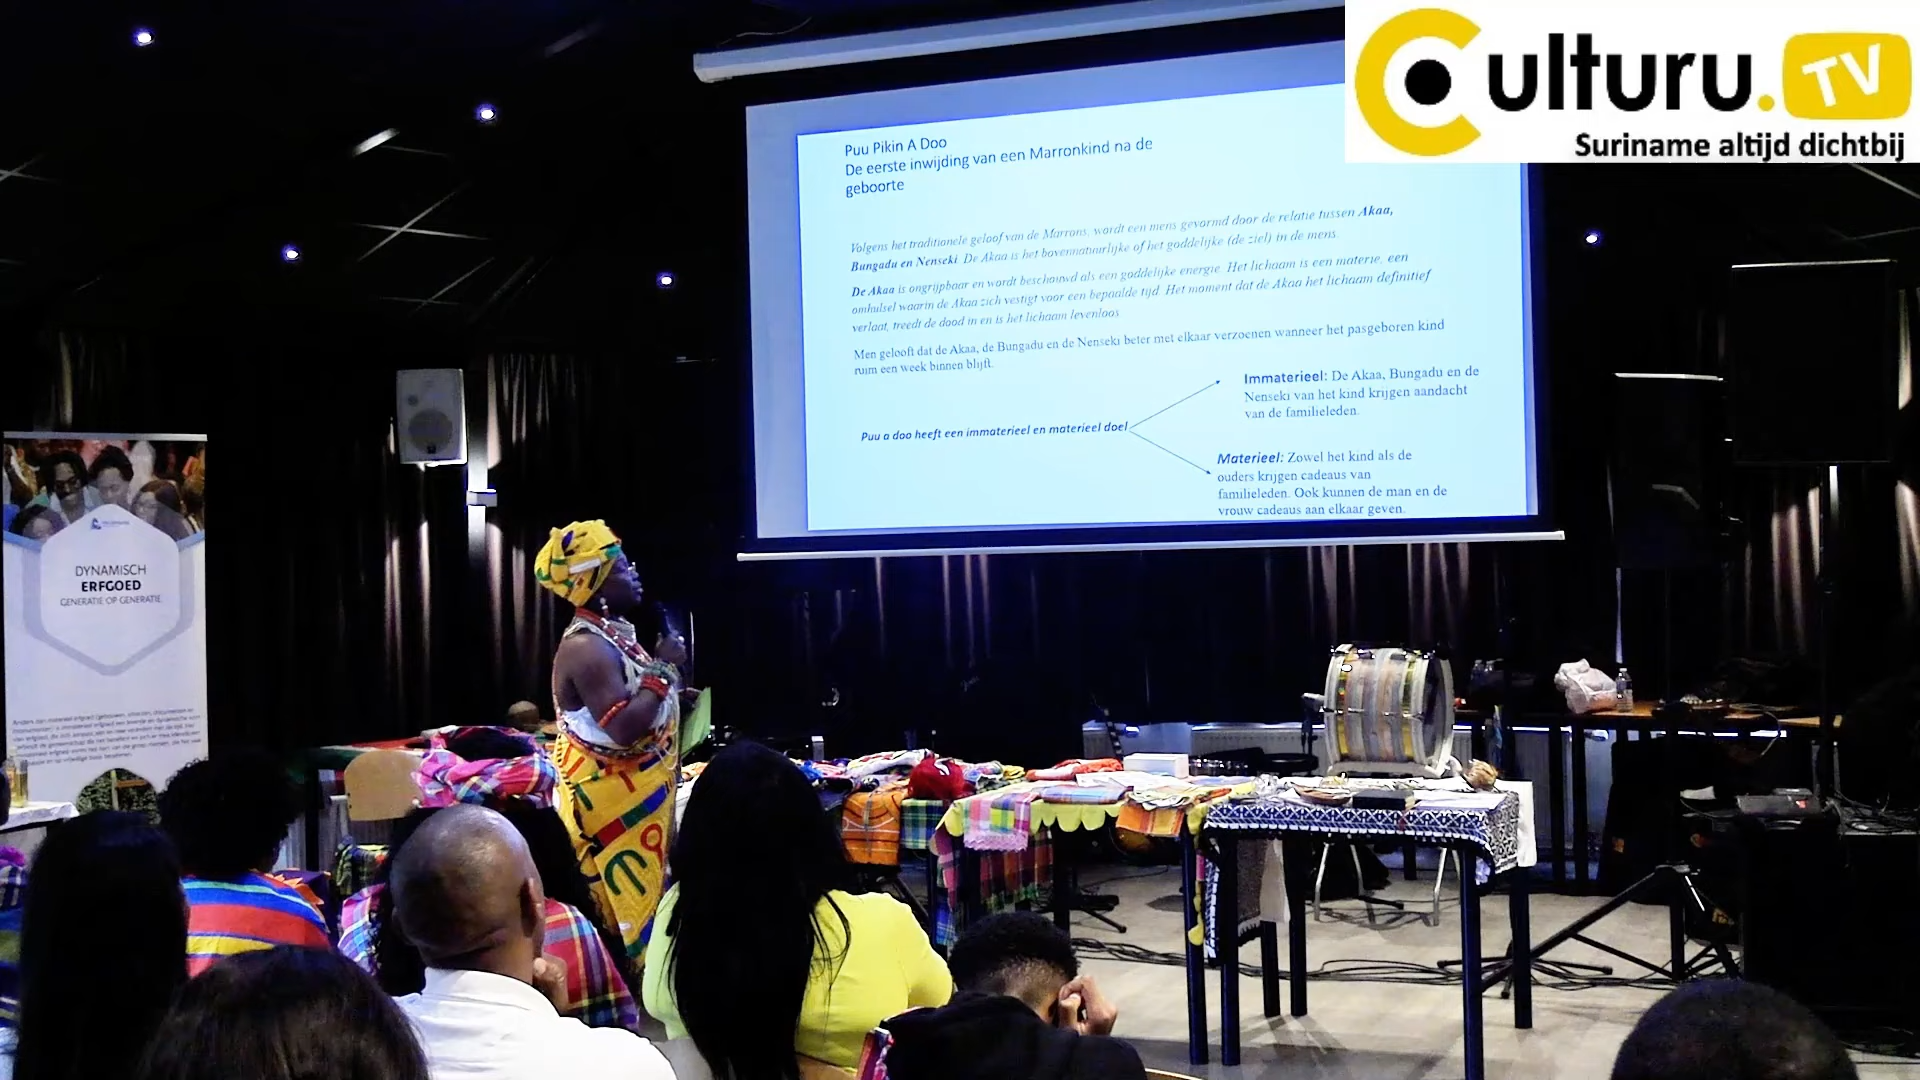 Culturu.TV
Suriname altijd dichtbij
Puu Pikin A Doo
De eerste inwijding van een Marronkind na de
geboorte
Volgens het traditionele geloof van de Marrons, wordt een mens gevormd door de relatie tussen Akaa,
Bungadu en Nenseki. De Akaa is het bovennatuurlijke of het goddelijke (de ziel) in de mens.
De Akaa is ongrijpbaar en wordt beschouwd als een goddelijke energie. Het lichaam is een materie, een
omhulsel waarin de Akaa zich vestigt voor een bepaalde tijd. Het moment dat de Akaa het lichaam definitief
verlaat, treedt de dood in en is het lichaam levenloos
Men gelooft dat de Akaa, de Bungadu en de Nenseki beter met elkaar verzoenen wanneer het pasgeboren kind
ruim een week binnen blijft.
Puu a doo heeft een immaterieel en materieel doel
Immaterieel: De Akaa, Bungadu en de
Nenseki van het kind krijgen aandacht
van de familieleden.
Materieel: Zowel het kind als de
ouders krijgen cadeaus van
familieleden. Ook kunnen de man en de
vrouw cadeaus aan elkaar geven.
DYNAMISCH
ERFGOED
GENERATIE OP GENERATIE